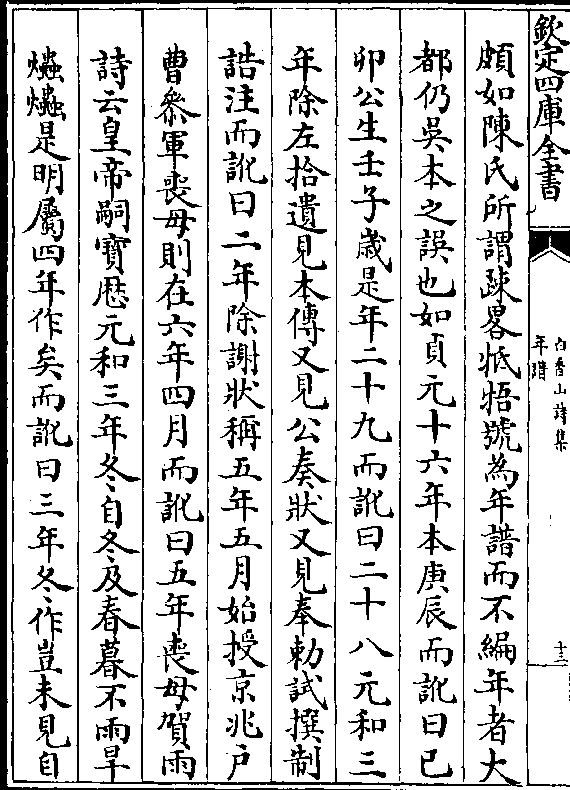 欽定四庫全書
白香山詩集
年譜
十三
頗如陳氏所謂疎畧牴牾號為年譜而不編年者大
都仍吳本之誤也如貞元十六年本庚辰而訛曰己
卯公生壬子歲是年二十九而訛曰二十八元和三
年除左拾遺見本傳又見公奏狀又見奉勅試撰制
誥注而訛曰二年除謝狀稱五年五月始授京兆戶
曹叅軍喪母則在六年四月而訛曰五年喪母賀雨
詩云皇帝嗣寶厯元和三年冬自冬及春暮不雨旱
爞爞是明屬四年作矣而訛曰三年冬作豈未見自